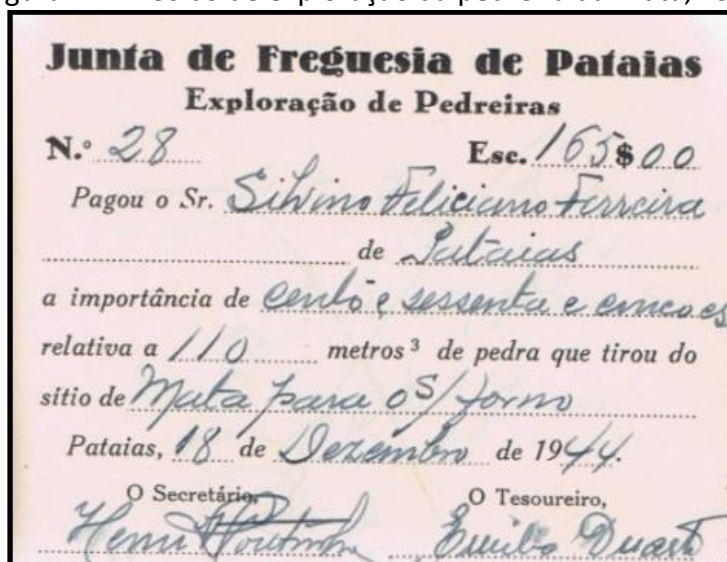 Junta de Freguesia de Pataias
Exploração de Pedreiras
N.º 28 Esc. 165$00
Pagou o Sr. Silvino Feliciano Ferreira
de Pataias
a importância de cento e sessenta e cinco es
relativa a 110 metros³ de pedra que tirou do
sítio de Mata para o S/ forno
Pataias, 18 de Dezembro de 1944.
O Secretário, O Tesoureiro,
Duarte